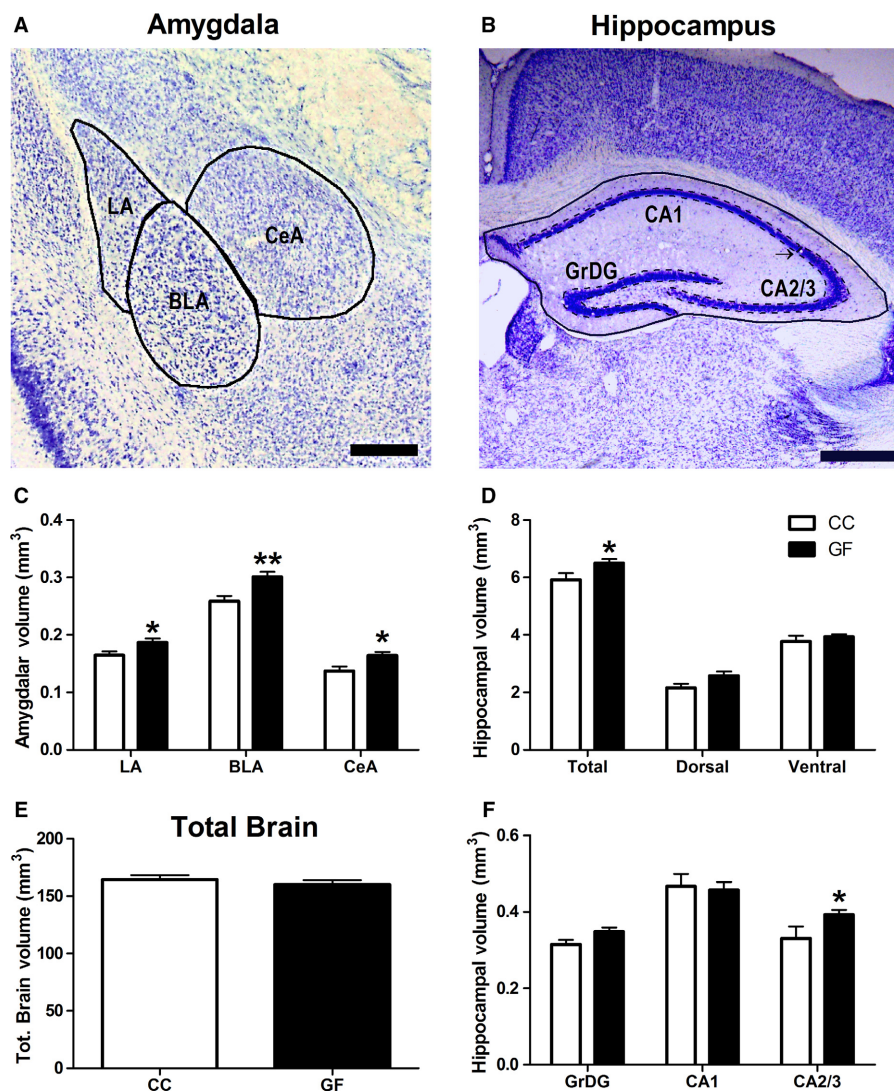 A Amygdala
B Hippocampus
LA
CeA
BLA
CA1
→
GrDG
CA2/3
C
Amygdalar volume (mm³)
0.4
0.3
0.2
0.1
0.0
*
**
*
LA BLA CeA
D
Hippocampal volume (mm³)
8
6
4
2
0
*
CC
GF
Total Dorsal Ventral
E
Total Brain
Tot. Brain volume (mm³)
200
150
100
50
0
CC GF
F
Hippocampal volume (mm³)
0.6
0.4
0.2
0.0
*
GrDG CA1 CA2/3